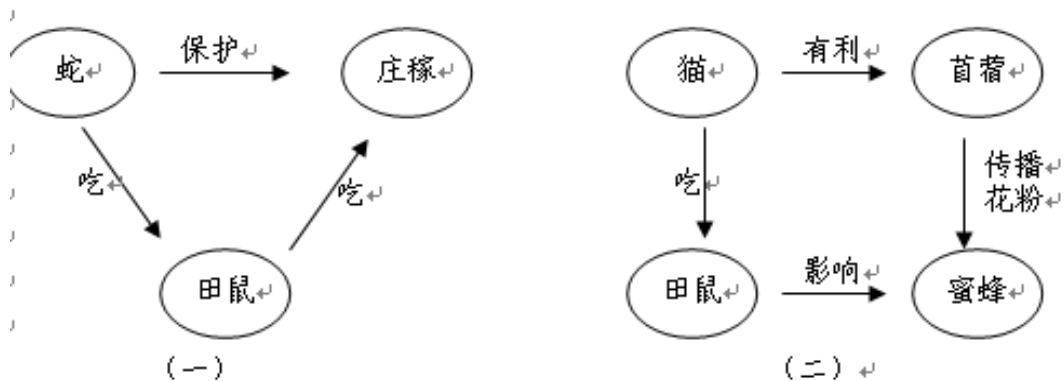 保护
有利
蛇
庄稼
猫
苜蓿
吃
吃
吃
传播
花粉
影响
田鼠
田鼠
蜜蜂
(一)
(二)